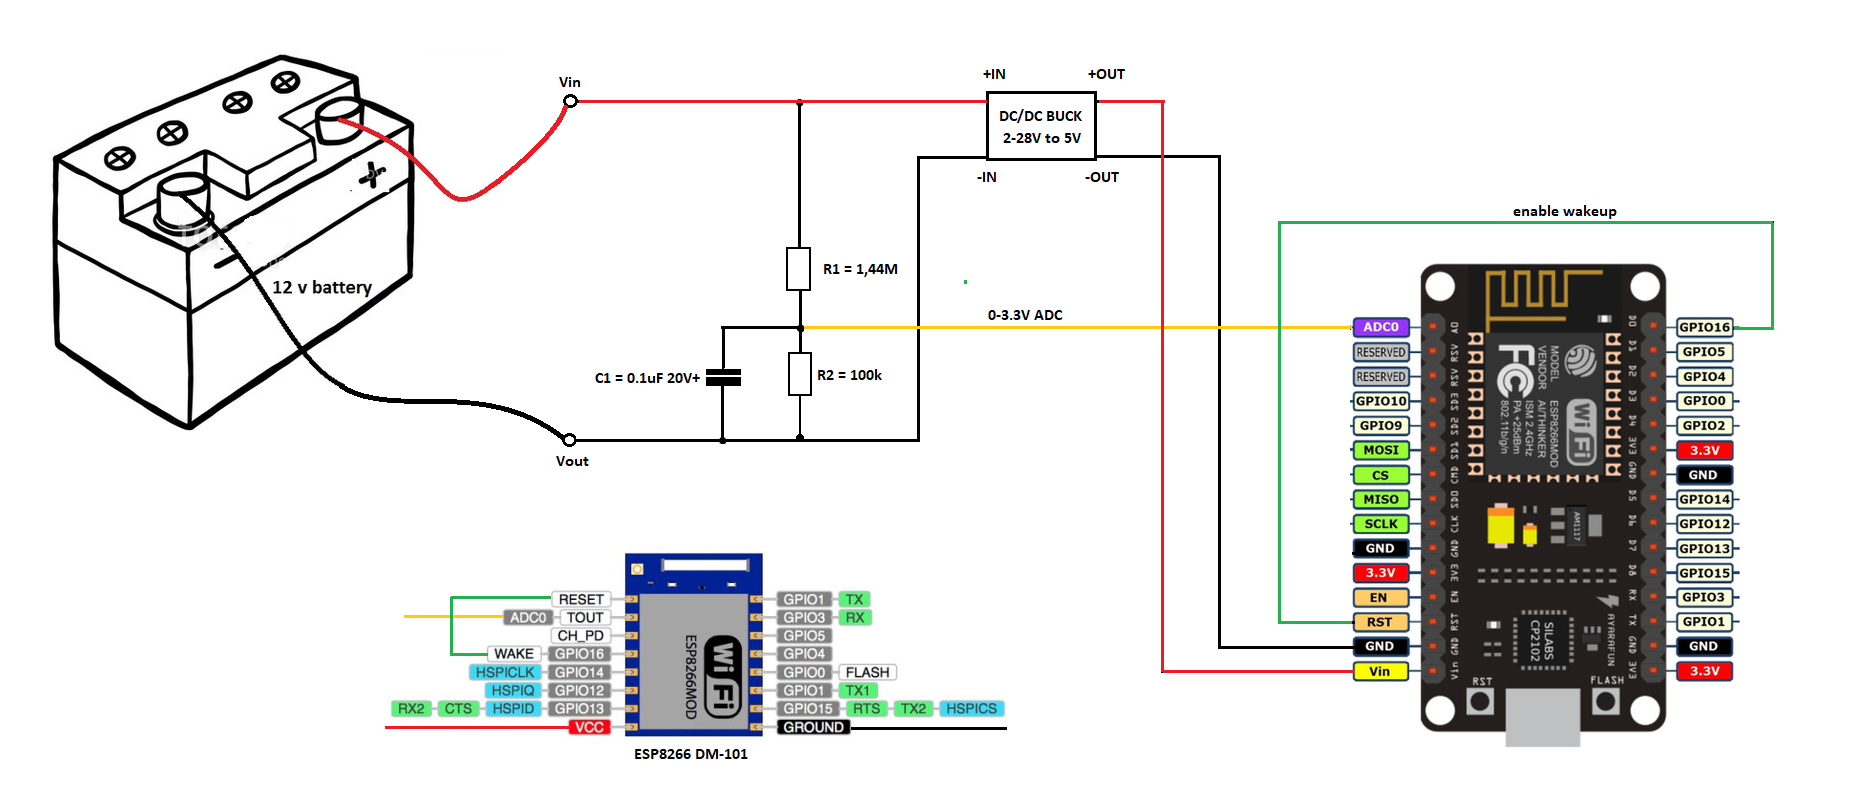 Vin
+IN
+OUT
DC/DC BUCK
2-28V to 5V
-IN
-OUT
+
-
12 v battery
R1 = 1,44M
0-3.3V ADC
C1 = 0.1uF 20V+
R2 = 100k
Vout
enable wakeup
ADC0
RESERVED
RESERVED
GPIO10
GPIO9
MOSI
CS
MISO
SCLK
GND
3.3V
EN
RST
GND
Vin
GPIO16
GPIO5
GPIO4
GPIO0
GPIO2
3.3V
GND
GPIO14
GPIO12
GPIO13
GPIO15
GPIO3
GPIO1
GND
3.3V
A0
RSV
RSV
SD3
SD2
SD1
CMD
SD0
CLK
GND
3V3
EN
RST
GND
Vin
D0
D1
D2
D3
D4
3V3
GND
D5
D6
D7
D8
RX
TX
GND
3V3
MODEL
VENDOR
ESP8266MOD
AI/THINKER
ISM 2.4GHz
PA +25dBm
802.11b/g/n
FC
WiFi
AM1117
SILABS
CP2102
AYARAFUN
RST
FLASH
RESET
ADC0 TOUT
CH_PD
WAKE GPIO16
HSPICLK GPIO14
HSPIQ GPIO12
RX2 CTS HSPID GPIO13
VCC
WiFi
ESP8266MOD
GPIO1 TX
GPIO3 RX
GPIO5
GPIO4
GPIO0 FLASH
GPIO1 TX1
GPIO15 RTS TX2 HSPICS
GROUND
ESP8266 DM-101